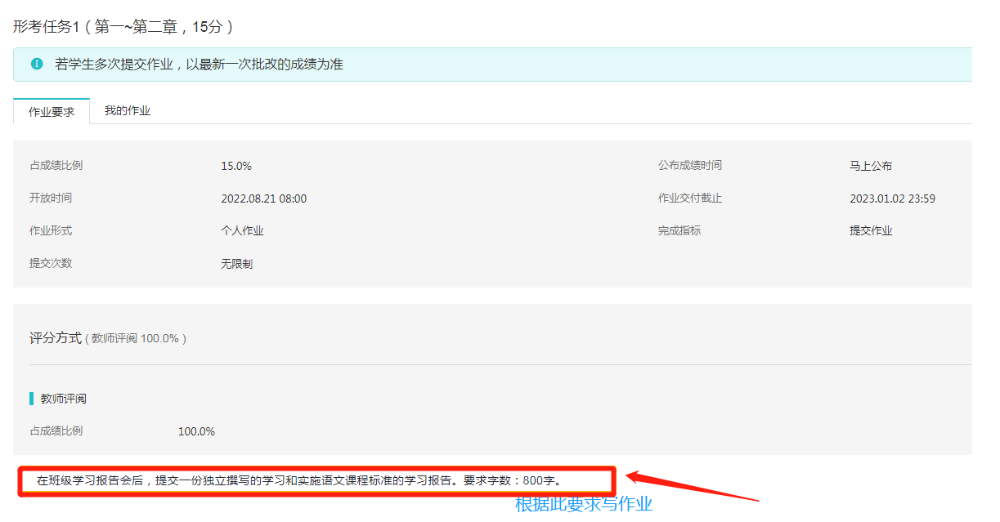 形考任务1（第一~第二章，15分）
若学生多次提交作业，以最新一次批改的成绩为准
作业要求 我的作业
占成绩比例 15.0% 公布成绩时间 马上公布
开放时间 2022.08.21 08:00 作业交付截止 2023.01.02 23:59
作业形式 个人作业 完成指标 提交作业
提交次数 无限制
评分方式（教师评阅 100.0%）
教师评阅
占成绩比例 100.0%
在班级学习报告会后，提交一份独立撰写的学习和实施语文课程标准的学习报告。要求字数：800字。
根据此要求写作业